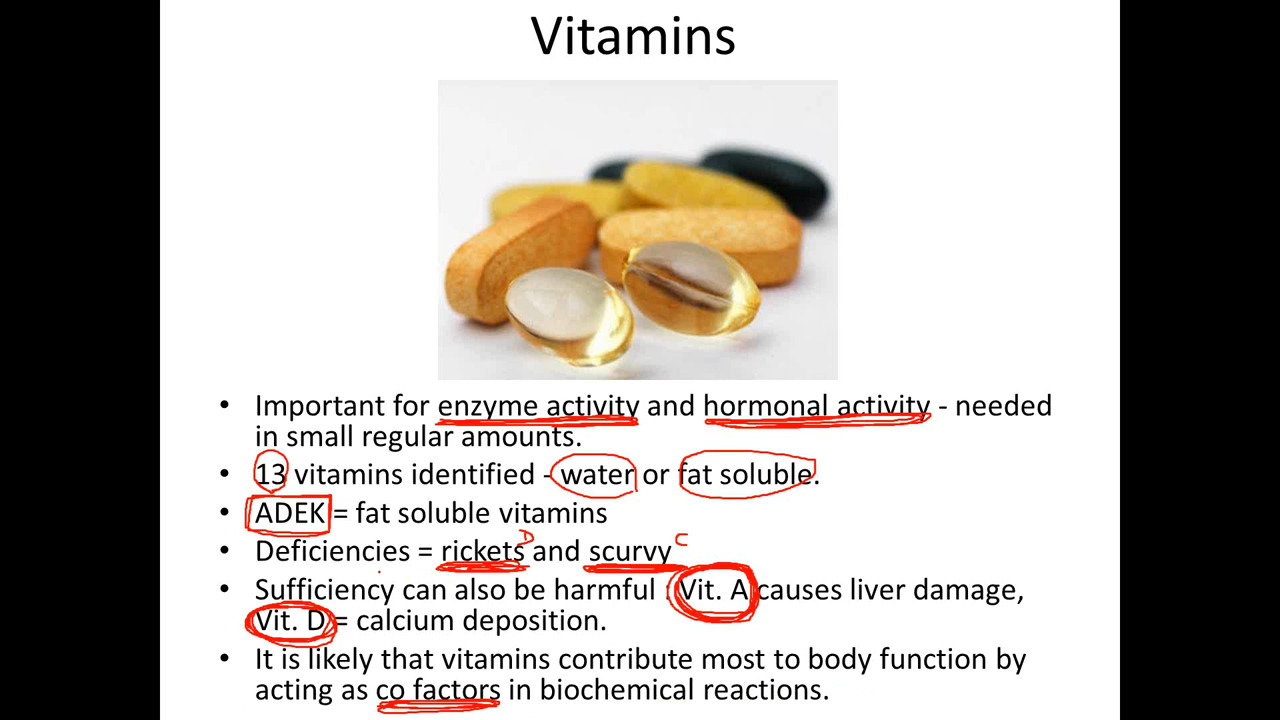 Vitamins
• Important for enzyme activity and hormonal activity - needed
in small regular amounts.
• 13 vitamins identified - water or fat soluble.
• ADEK = fat soluble vitamins
• Deficiencies = rickets D and scurvy C
• Sufficiency can also be harmful : Vit. A causes liver damage,
Vit. D = calcium deposition.
• It is likely that vitamins contribute most to body function by
acting as co factors in biochemical reactions.